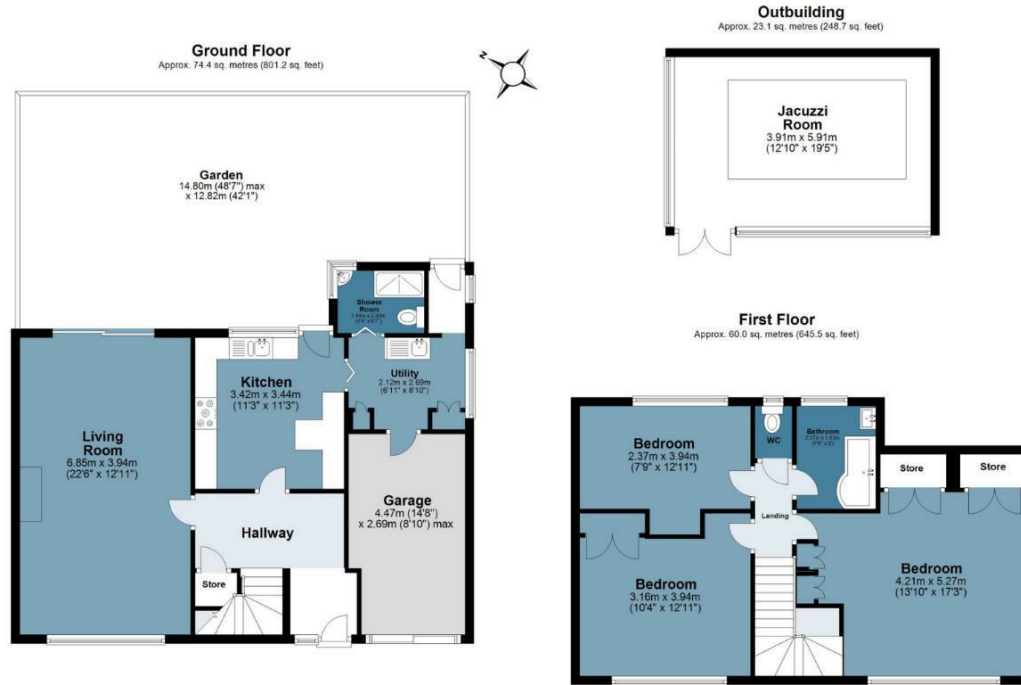 Ground Floor
Approx. 74.4 sq. metres (801.2 sq. feet)
N
Garden
14.80m (48'7") max
x 12.82m (42'1")
Shower
Room
Kitchen
3.42m x 3.44m
(11'3" x 11'3")
Utility
2.12m x 2.69m
(6'11" x 8'10")
Living
Room
6.85m x 3.94m
(22'6" x 12'11")
Garage
4.47m (14'8")
x 2.69m (8'10") max
Hallway
Store
Outbuilding
Approx. 23.1 sq. metres (248.7 sq. feet)
Jacuzzi
Room
3.91m x 5.91m
(12'10" x 19'5")
First Floor
Approx. 60.0 sq. metres (645.5 sq. feet)
Bedroom
2.37m x 3.94m
(7'9" x 12'11")
WC
Bathroom
Store
Store
Landing
Bedroom
3.16m x 3.94m
(10'4" x 12'11")
Bedroom
4.21m x 5.27m
(13'10" x 17'3")